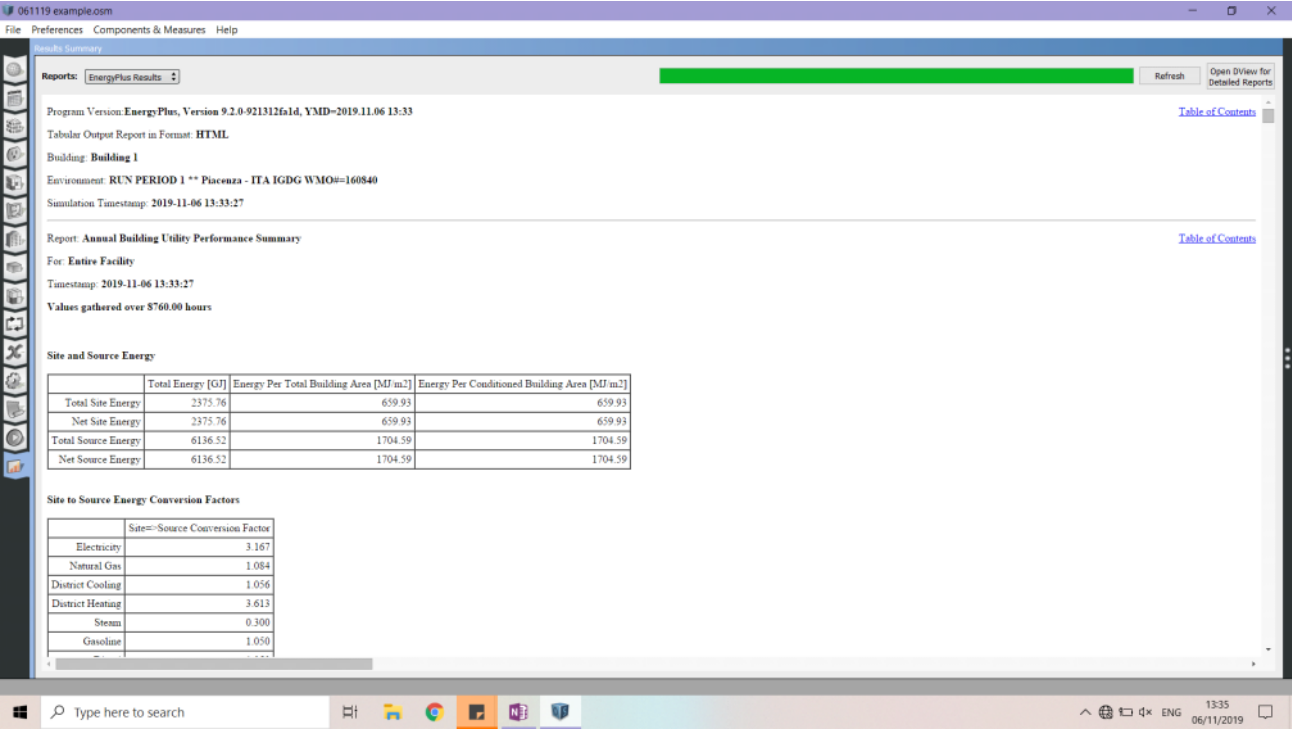 061119 example.osm
File Preferences Components & Measures Help
Results Summary
Reports: EnergyPlus Results Refresh Open DView for Detailed Reports
Program Version:EnergyPlus, Version 9.2.0-921312fa1d, YMD=2019.11.06 13:33 Table of Contents
Tabular Output Report in Format: HTML
Building: Building 1
Environment: RUN PERIOD 1 ** Piacenza - ITA IGDG WMO#=160840
Simulation Timestamp: 2019-11-06 13:33:27
Report: Annual Building Utility Performance Summary Table of Contents
For: Entire Facility
Timestamp: 2019-11-06 13:33:27
Values gathered over 8760.00 hours
Site and Source Energy
Total Energy [GJ] Energy Per Total Building Area [MJ/m2] Energy Per Conditioned Building Area [MJ/m2]
Total Site Energy 2375.76 659.93 659.93
Net Site Energy 2375.76 659.93 659.93
Total Source Energy 6136.52 1704.59 1704.59
Net Source Energy 6136.52 1704.59 1704.59
Site to Source Energy Conversion Factors
Site=>Source Conversion Factor
Electricity 3.167
Natural Gas 1.084
District Cooling 1.056
District Heating 3.613
Steam 0.300
Gasoline 1.050
Type here to search
ENG 13:35
06/11/2019